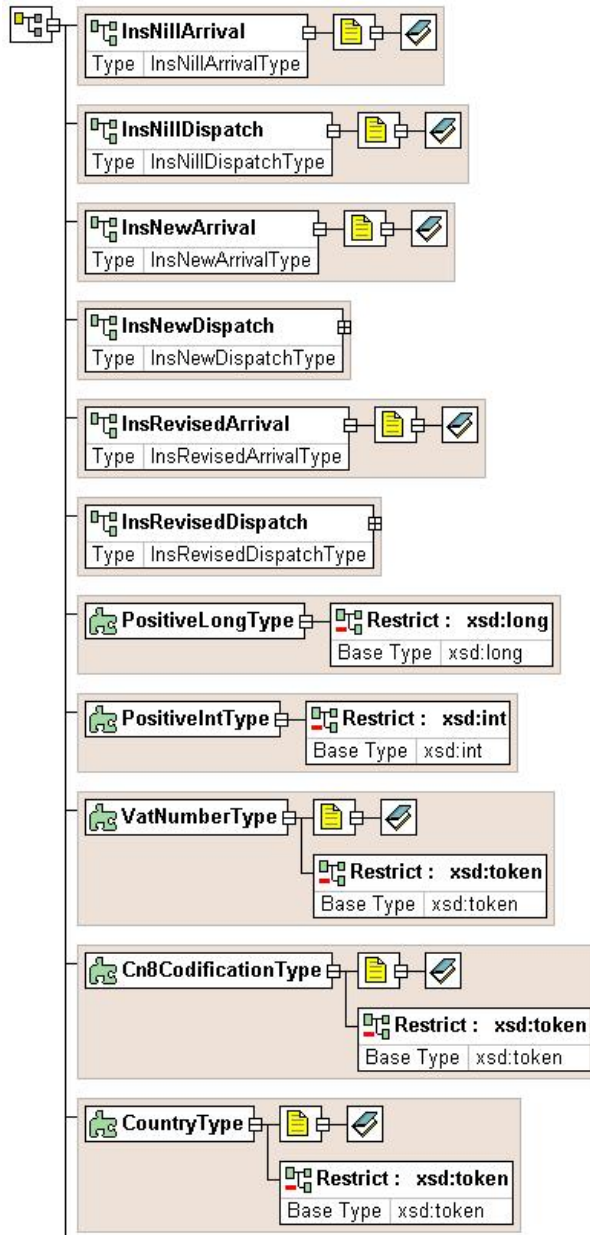 InsNillArrival
Type InsNillArrivalType
InsNillDispatch
Type InsNillDispatchType
InsNewArrival
Type InsNewArrivalType
InsNewDispatch
Type InsNewDispatchType
InsRevisedArrival
Type InsRevisedArrivalType
InsRevisedDispatch
Type InsRevisedDispatchType
PositiveLongType Restrict : xsd:long
Base Type xsd:long
PositiveIntType Restrict : xsd:int
Base Type xsd:int
VatNumberType
Restrict : xsd:token
Base Type xsd:token
Cn8CodificationType
Restrict : xsd:token
Base Type xsd:token
CountryType
Restrict : xsd:token
Base Type xsd:token